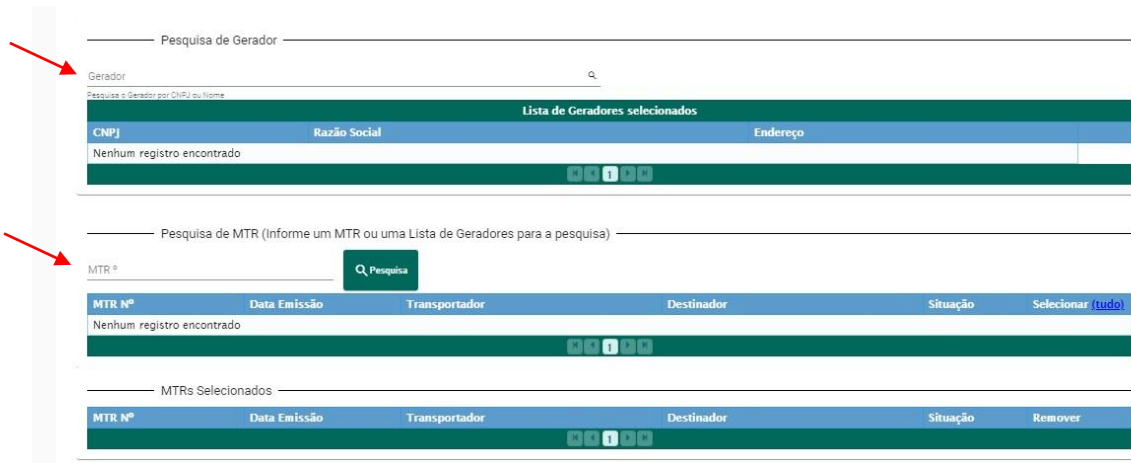 Pesquisa de Gerador
Gerador
Pesquise o Gerador por CNPJ ou Nome
Lista de Geradores selecionados
CNPJ Razão Social Endereço
Nenhum registro encontrado
1
Pesquisa de MTR (Informe um MTR ou uma Lista de Geradores para a pesquisa)
MTR º Pesquisa
MTR Nº Data Emissão Transportador Destinador Situação Selecionar (tudo)
Nenhum registro encontrado
1
MTRs Selecionados
MTR Nº Data Emissão Transportador Destinador Situação Remover
1